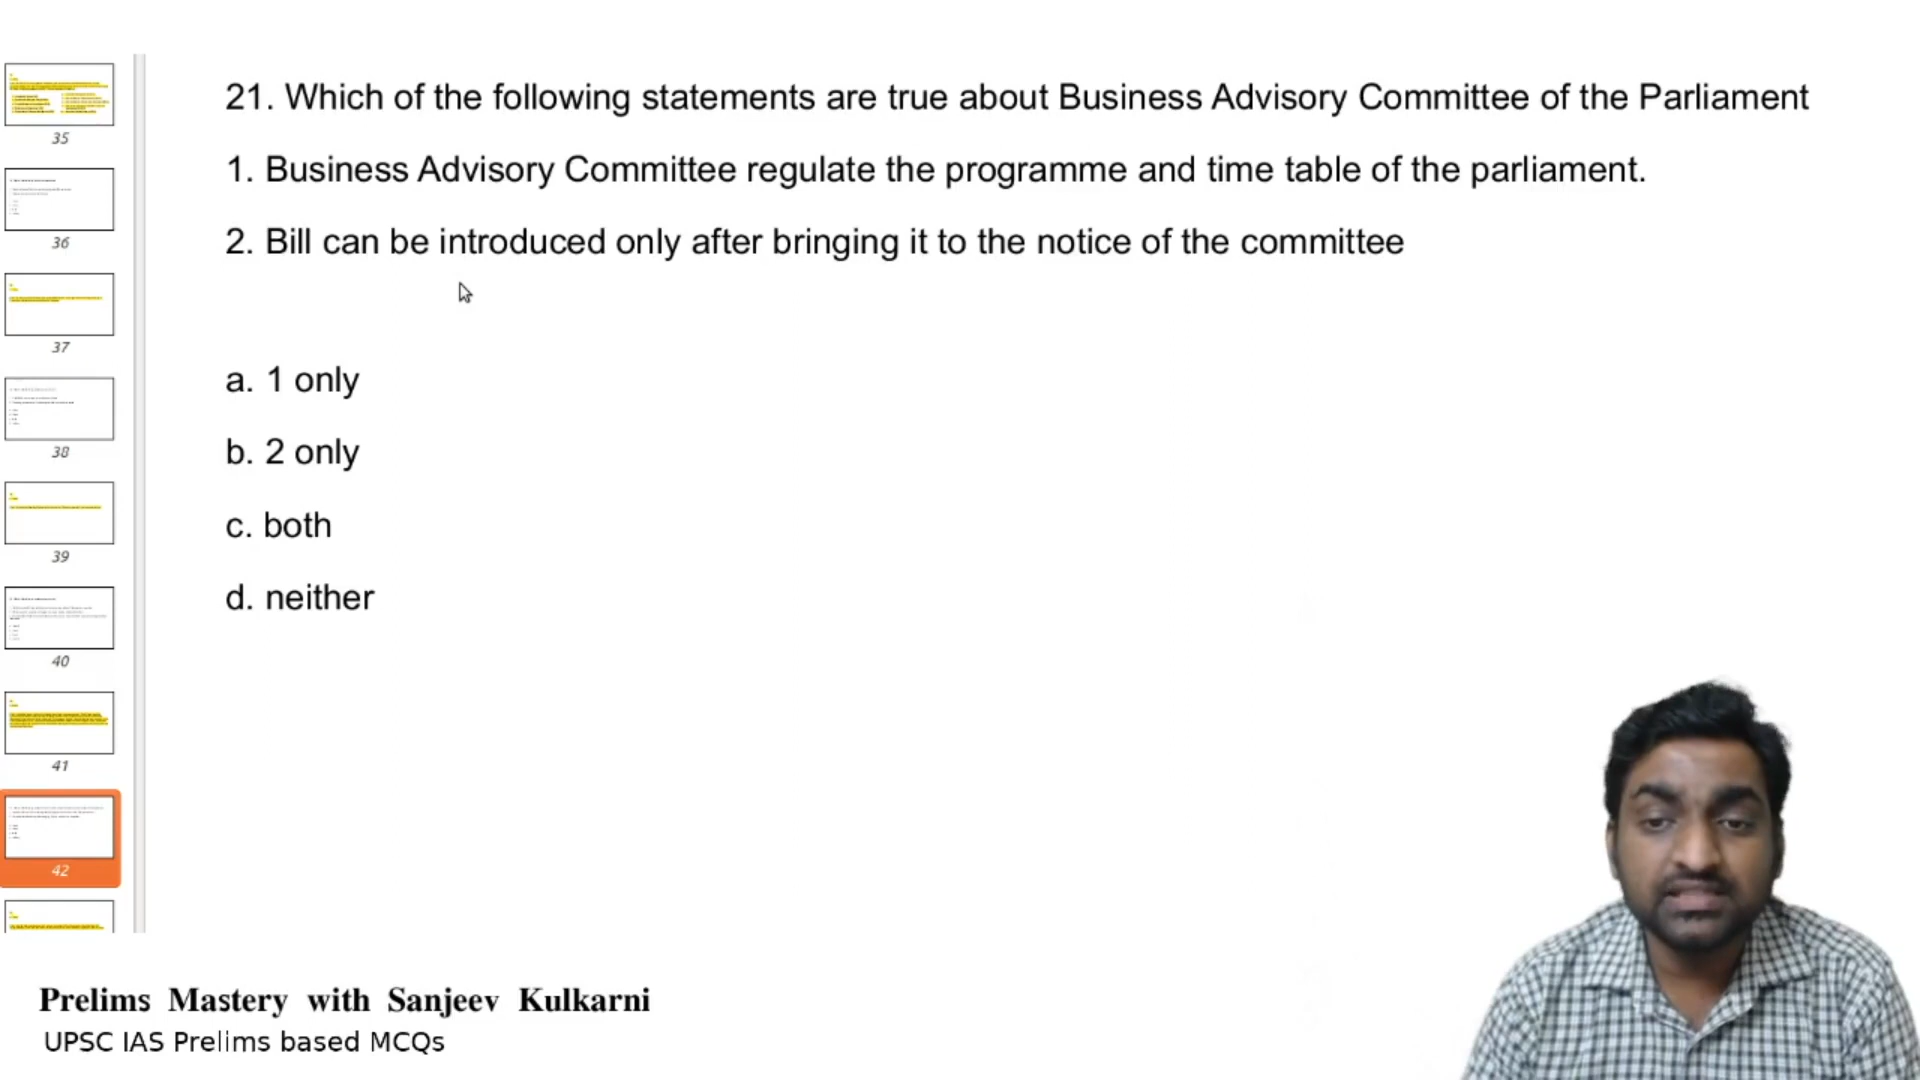 21. Which of the following statements are true about Business Advisory Committee of the Parliament
1. Business Advisory Committee regulate the programme and time table of the parliament.
2. Bill can be introduced only after bringing it to the notice of the committee
a. 1 only
b. 2 only
c. both
d. neither
35
36
37
38
39
40
41
42
Prelims Mastery with Sanjeev Kulkarni
UPSC IAS Prelims based MCQs